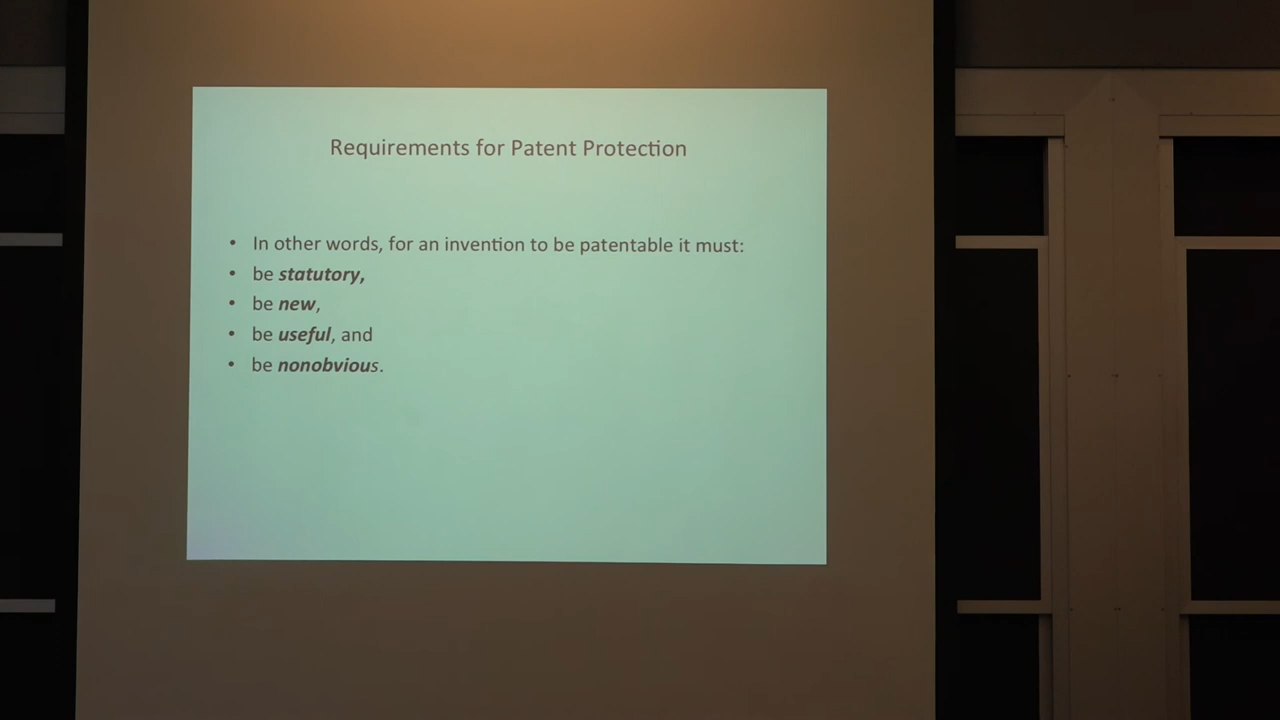 Requirements for Patent Protection
• In other words, for an invention to be patentable it must:
• be statutory,
• be new,
• be useful, and
• be nonobvious.